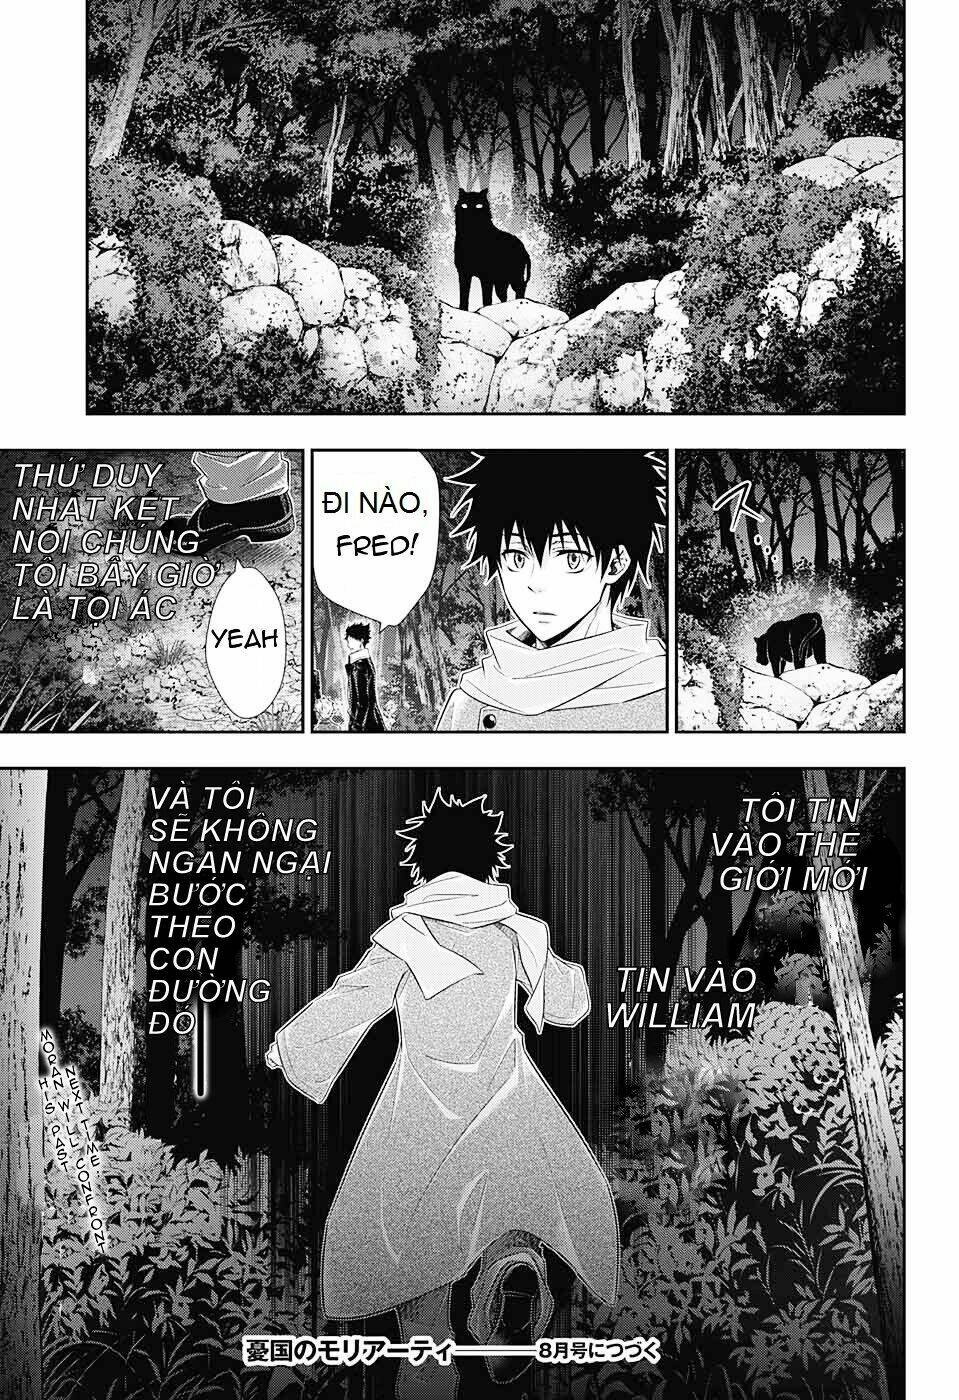 ĐI NÀO,
FRED!
YEAH
THỨ DUY
NHẤT KẾT
NỐI CHÚNG
TÔI BÂY GIỜ
LÀ TỘI ÁC
TÔI TIN
VÀO THẾ
GIỚI MỚI
TIN VÀO
WILLIAM
VÀ TÔI
SẼ KHÔNG
NGẠN NGẠI
BƯỚC
THEO
CON
ĐƯỜNG
ĐÓ
NEXT TIME:
MORAN WILL CONFRONT
HIS PAST
憂国のモリアーティ━━━8月号につづく